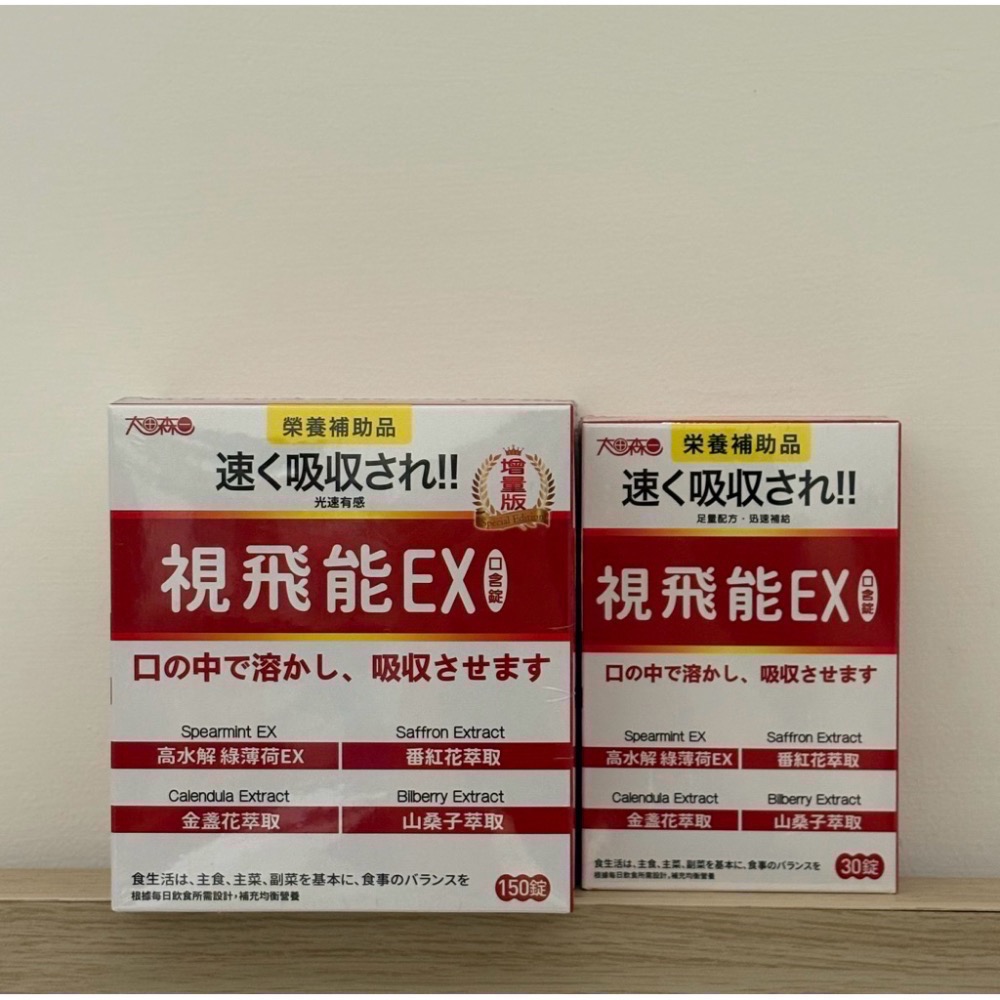 太田森一
榮養補助品
速く吸収され!!
光速有感
增量版
Special Edition
視飛能EX
口含錠
口の中で溶かし、吸収させます
Spearmint EX
高水解 綠薄荷EX
Saffron Extract
番紅花萃取
Calendula Extract
金盞花萃取
Bilberry Extract
山桑子萃取
食生活は、主食、主菜、副菜を基本に、食事のバランスを
根據每日飲食所需設計,補充均衡營養
150錠
太田森一
榮養補助品
速く吸収され!!
足量配方・迅速補給
視飛能EX
口含錠
口の中で溶かし、吸収させます
Spearmint EX
高水解 綠薄荷EX
Saffron Extract
番紅花萃取
Calendula Extract
金盞花萃取
Bilberry Extract
山桑子萃取
食生活は、主食、主菜、副菜を基本に、食事のバランスを
根據每日飲食所需設計,補充均衡營養
30錠